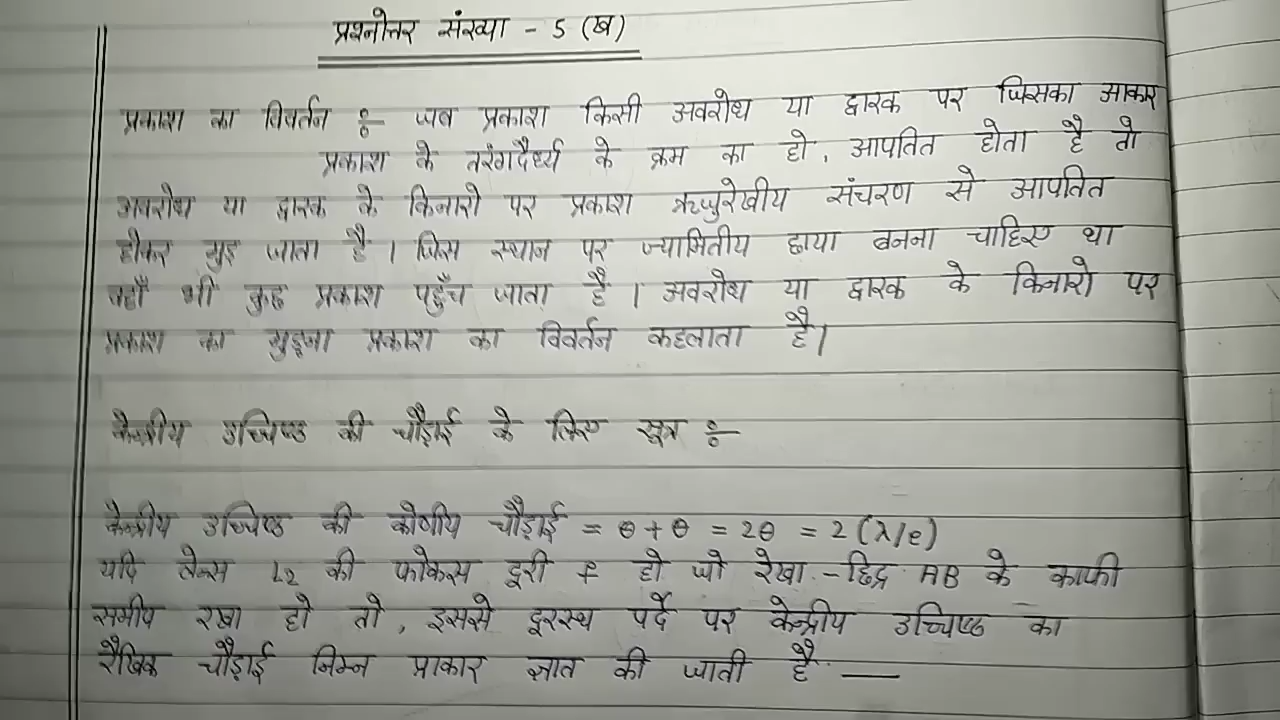 प्रश्नोत्तर संख्या - 5 (ख)
प्रकाश का विवर्तन :- जब प्रकाश किसी अवरोध या द्वारक पर जिसका आकार
प्रकाश के तरंगदैर्ध्य के क्रम का हो, आपतित होता है तो
अवरोध या द्वारक के किनारो पर प्रकाश ऋजुरेखीय संचरण से आपतित
होकर मुड़ जाता है। जिस स्थान पर ज्यामितीय छाया बनना चाहिए था
वहाँ भी कुछ प्रकाश पहुँच जाता है। अवरोध या द्वारक के किनारो पर
प्रकाश का मुड़ना प्रकाश का विवर्तन कहलाता है।
केन्द्रीय उच्चिष्ठ की चौड़ाई के लिए सूत्र :-
केन्द्रीय उच्चिष्ठ की कोणीय चौड़ाई = θ + θ = 2θ = 2 (λ/e)
यदि लेन्स L2 की फोकस दूरी f हो जो रेखा - छिद्र AB के काफी
समीप रखा हो तो, इससे दूरस्थ पर्दे पर केन्द्रीय उच्चिष्ठ का
रैखिक चौड़ाई निम्न प्राकार ज्ञात की जाती है —